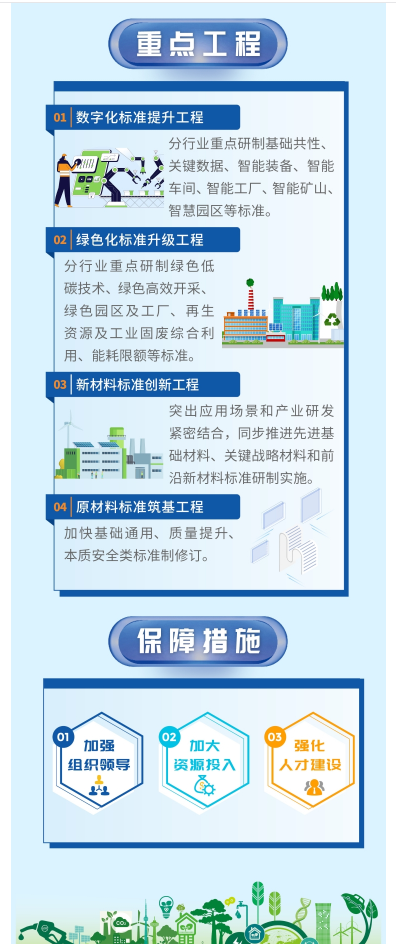 重点工程
01 数字化标准提升工程
分行业重点研制基础共性、
关键数据、智能装备、智能
车间、智能工厂、智能矿山、
智慧园区等标准。
02 绿色化标准升级工程
分行业重点研制绿色低
碳技术、绿色高效开采、
绿色园区及工厂、再生
资源及工业固废综合利
用、能耗限额等标准。
03 新材料标准创新工程
突出应用场景和产业研发
紧密结合，同步推进先进基
础材料、关键战略材料和前
沿新材料标准研制实施。
04 原材料标准筑基工程
加快基础通用、质量提升、
本质安全类标准制修订。
保障措施
01
加强
组织领导
02
加大
资源投入
03
强化
人才建设
CO2